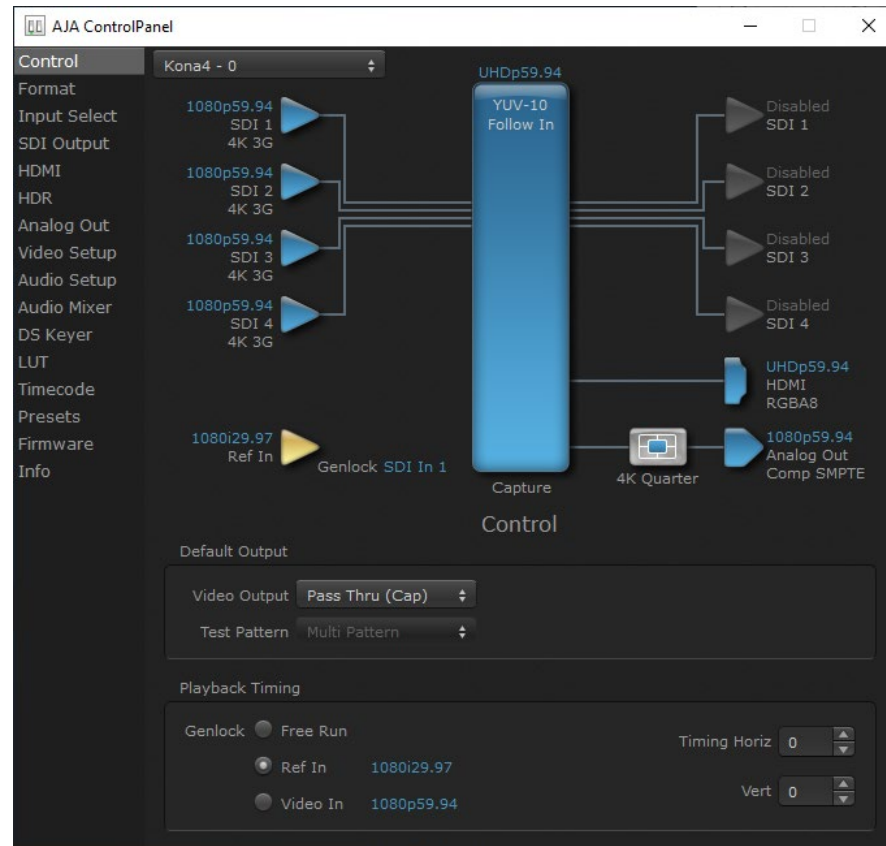 AJA ControlPanel
Control
Format
Input Select
SDI Output
HDMI
HDR
Analog Out
Video Setup
Audio Setup
Audio Mixer
DS Keyer
LUT
Timecode
Presets
Firmware
Info
Kona4 - 0
UHDp59.94
YUV-10
Follow In
1080p59.94
SDI 1
4K 3G
1080p59.94
SDI 2
4K 3G
1080p59.94
SDI 3
4K 3G
1080p59.94
SDI 4
4K 3G
1080i29.97
Ref In
Genlock SDI In 1
Capture
Disabled
SDI 1
Disabled
SDI 2
Disabled
SDI 3
Disabled
SDI 4
UHDp59.94
HDMI
RGBA8
4K Quarter
1080p59.94
Analog Out
Comp SMPTE
Control
Default Output
Video Output Pass Thru (Cap)
Test Pattern Multi Pattern
Playback Timing
Genlock Free Run
Ref In 1080i29.97
Video In 1080p59.94
Timing Horiz 0
Vert 0